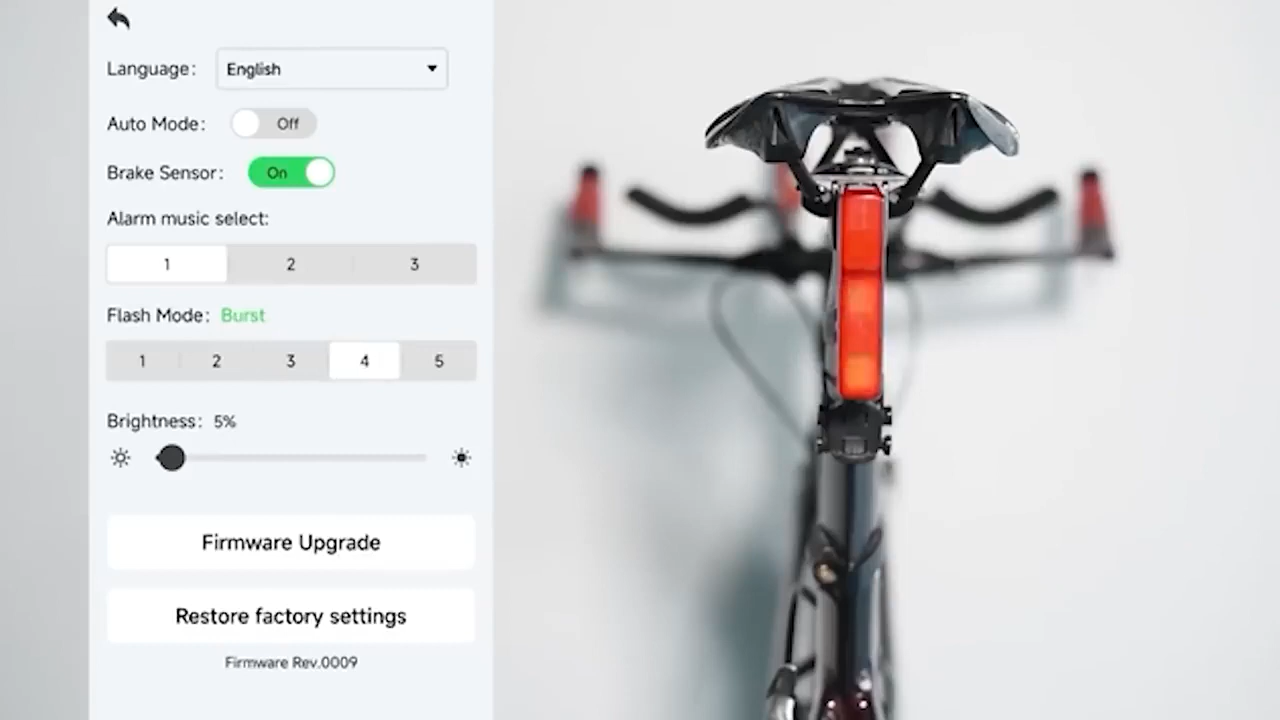 Language: English
Auto Mode: Off
Brake Sensor: On
Alarm music select:
1 2 3
Flash Mode: Burst
1 2 3 4 5
Brightness: 5%
Firmware Upgrade
Restore factory settings
Firmware Rev.0009